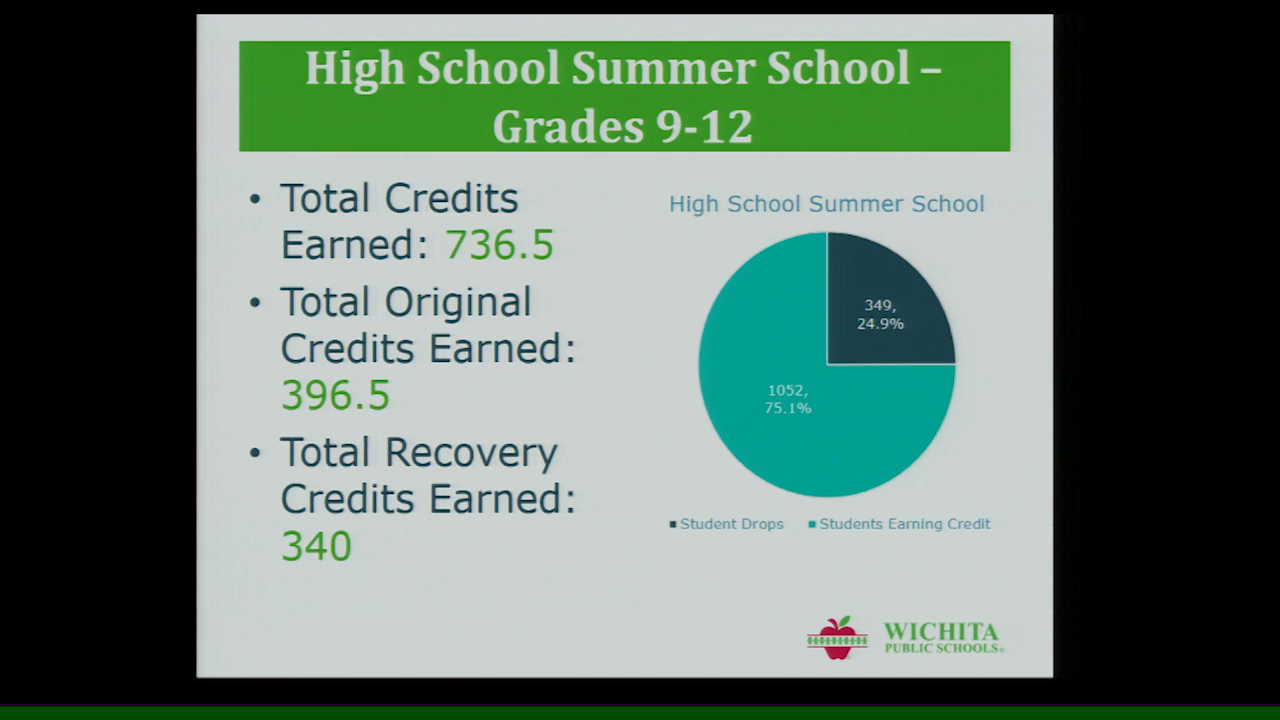 High School Summer School –
Grades 9-12
• Total Credits
Earned: 736.5
• Total Original
Credits Earned:
396.5
• Total Recovery
Credits Earned:
340
High School Summer School
349,
24.9%
1052,
75.1%
Student Drops
Students Earning Credit
WICHITA
PUBLIC SCHOOLS